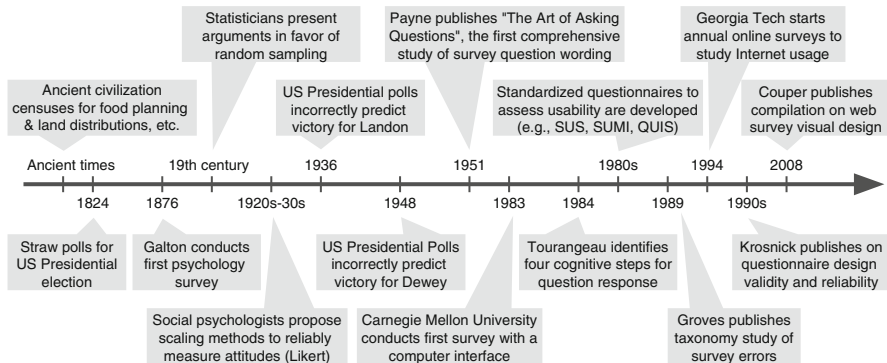 Statisticians present
arguments in favor of
random sampling
Payne publishes "The Art of Asking
Questions", the first comprehensive
study of survey question wording
Georgia Tech starts
annual online surveys to
study Internet usage
Ancient civilization
censuses for food planning
& land distributions, etc.
US Presidential polls
incorrectly predict
victory for Landon
Standardized questionnaires to
assess usability are developed
(e.g., SUS, SUMI, QUIS)
Couper publishes
compilation on web
survey visual design
Ancient times
19th century
1936
1951
1980s
1994
2008
1824
1876
1920s-30s
1948
1983
1984
1989
1990s
Straw polls for
US Presidential
election
Galton conducts
first psychology
survey
US Presidential Polls
incorrectly predict
victory for Dewey
Tourangeau identifies
four cognitive steps for
question response
Krosnick publishes on
questionnaire design
validity and reliability
Social psychologists propose
scaling methods to reliably
measure attitudes (Likert)
Carnegie Mellon University
conducts first survey with a
computer interface
Groves publishes
taxonomy study of
survey errors